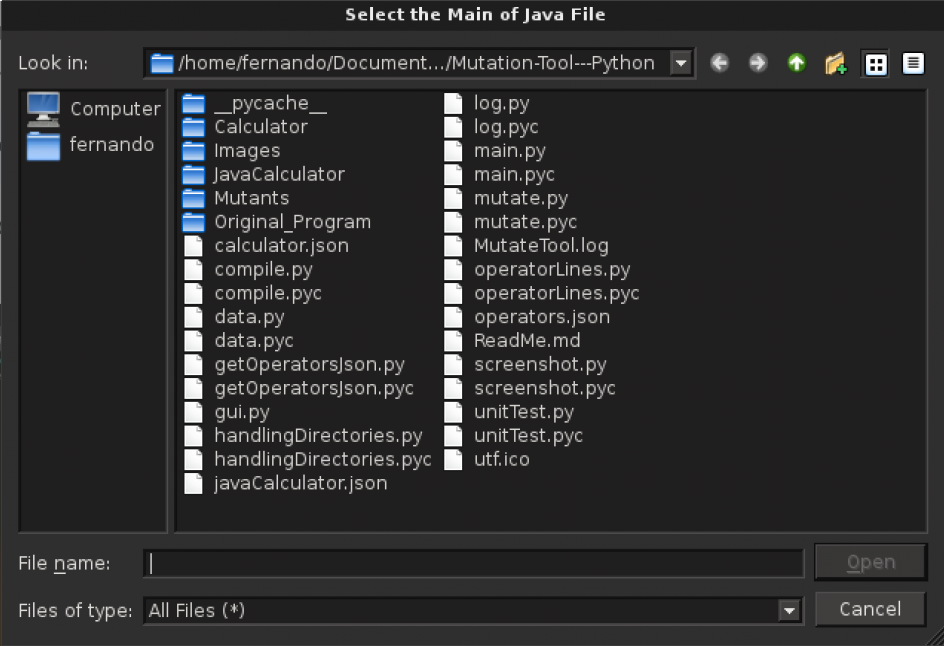 Select the Main of Java File
Look in:
/home/fernando/Document.../Mutation-Tool---Python
Computer
fernando
__pycache__
Calculator
Images
JavaCalculator
Mutants
Original_Program
calculator.json
compile.py
compile.pyc
data.py
data.pyc
getOperatorsJson.py
getOperatorsJson.pyc
gui.py
handlingDirectories.py
handlingDirectories.pyc
javaCalculator.json
log.py
log.pyc
main.py
main.pyc
mutate.py
mutate.pyc
MutateTool.log
operatorLines.py
operatorLines.pyc
operators.json
ReadMe.md
screenshot.py
screenshot.pyc
unitTest.py
unitTest.pyc
utf.ico
File name:
Open
Files of type:
All Files (*)
Cancel